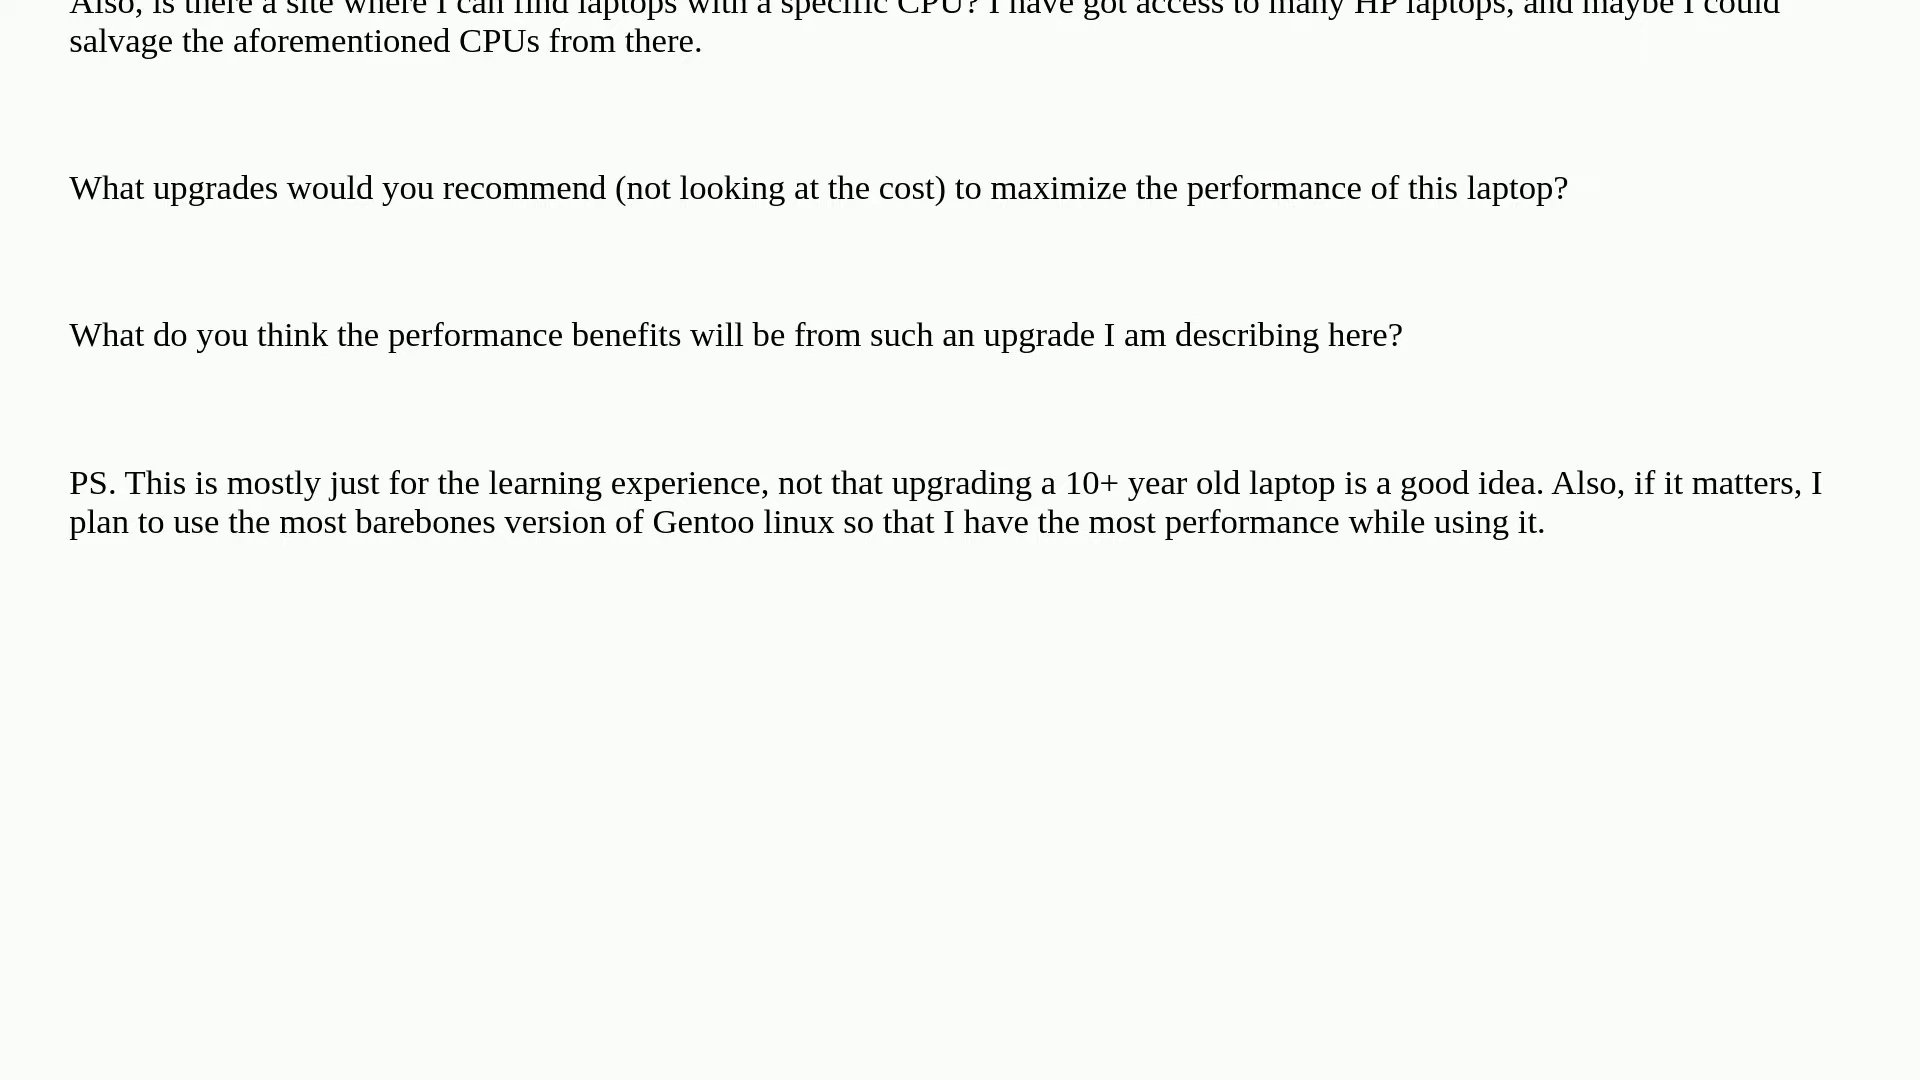 Also, is there a site where I can find laptops with a specific CPU? I have got access to many HP laptops, and maybe I could
salvage the aforementioned CPUs from there.
What upgrades would you recommend (not looking at the cost) to maximize the performance of this laptop?
What do you think the performance benefits will be from such an upgrade I am describing here?
PS. This is mostly just for the learning experience, not that upgrading a 10+ year old laptop is a good idea. Also, if it matters, I
plan to use the most barebones version of Gentoo linux so that I have the most performance while using it.